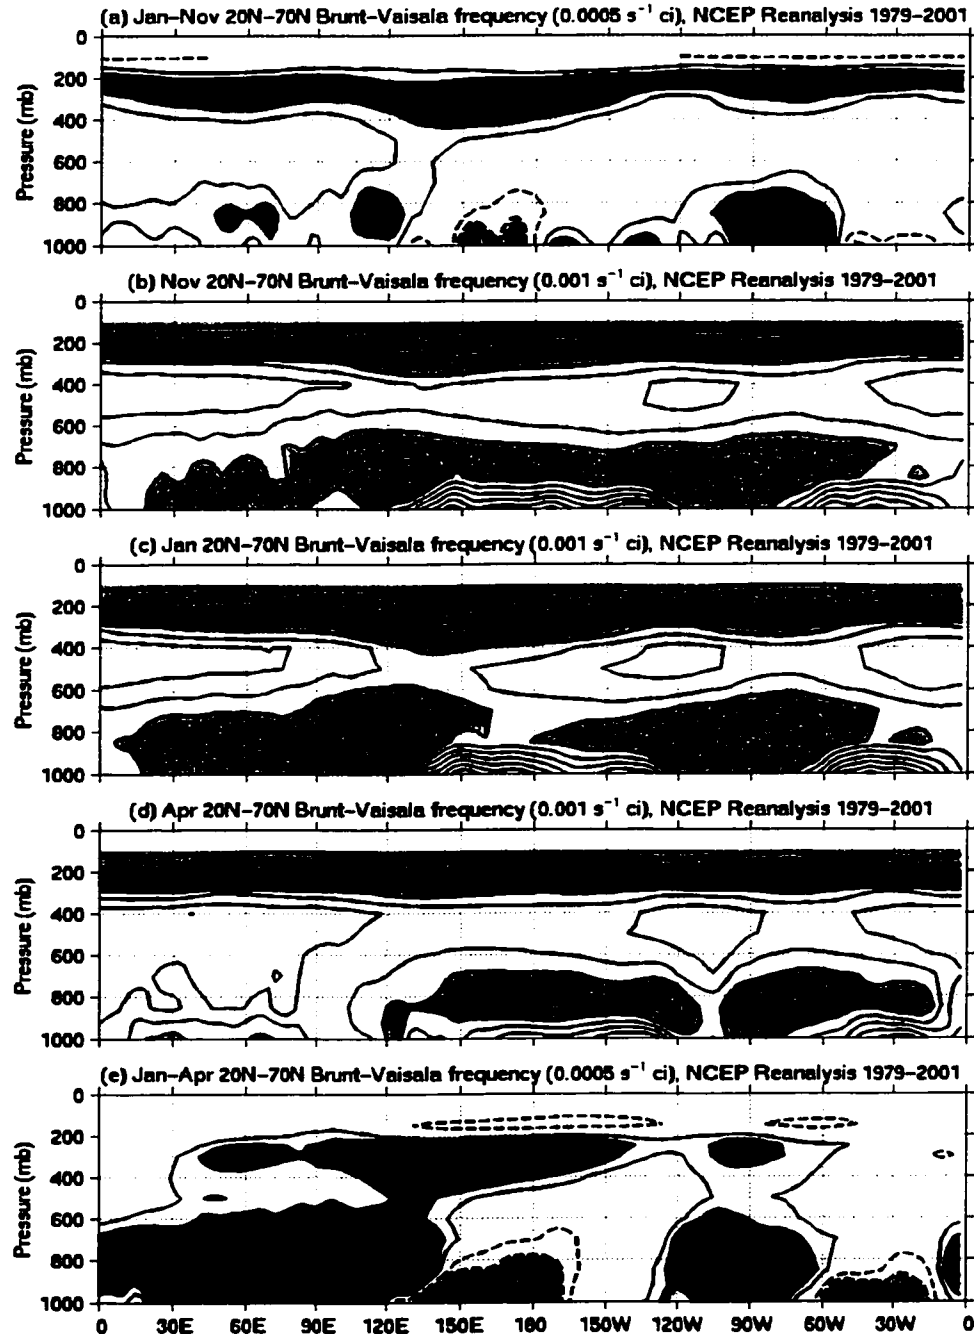 (a) Jan–Nov 20N–70N Brunt–Vaisala frequency (0.0005 s⁻¹ ci), NCEP Reanalysis 1979–2001
0
200
400
600
800
1000
Pressure (mb)
(b) Nov 20N–70N Brunt–Vaisala frequency (0.001 s⁻¹ ci), NCEP Reanalysis 1979–2001
0
200
400
600
800
1000
Pressure (mb)
(c) Jan 20N–70N Brunt–Vaisala frequency (0.001 s⁻¹ ci), NCEP Reanalysis 1979–2001
0
200
400
600
800
1000
Pressure (mb)
(d) Apr 20N–70N Brunt–Vaisala frequency (0.001 s⁻¹ ci), NCEP Reanalysis 1979–2001
0
200
400
600
800
1000
Pressure (mb)
(e) Jan–Apr 20N–70N Brunt–Vaisala frequency (0.0005 s⁻¹ ci), NCEP Reanalysis 1979–2001
0
200
400
600
800
1000
Pressure (mb)
0 30E 60E 90E 120E 150E 180 150W 120W 90W 60W 30W 0